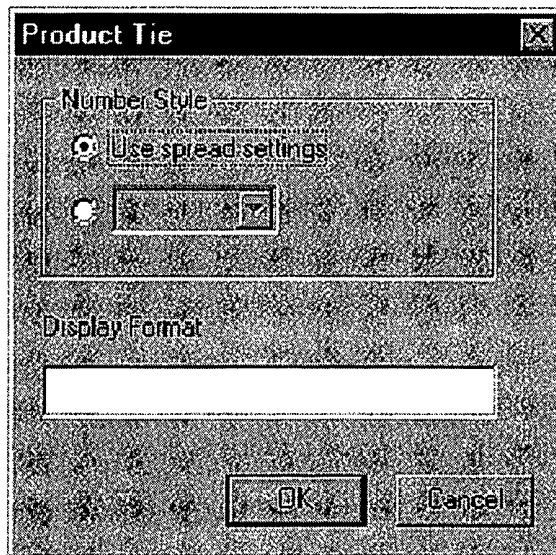 Product Tie
Number Style
Use spread settings
Display Format
OK
Cancel